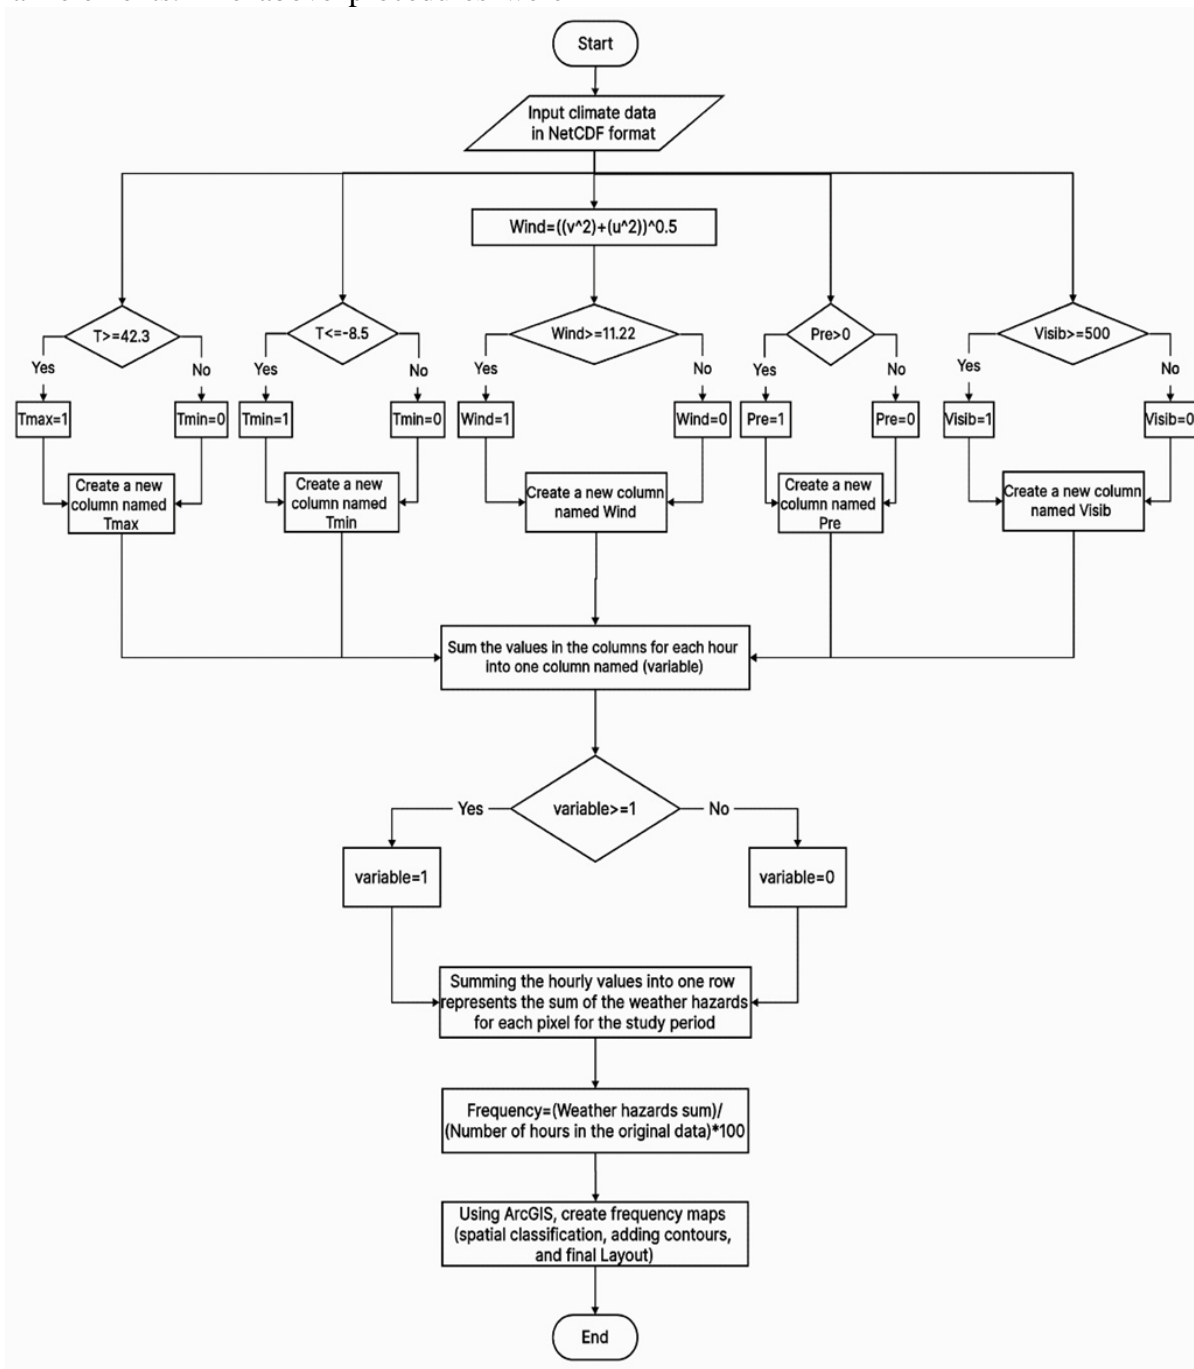 Start
Input climate data
in NetCDF format
Wind=((v^2)+(u^2))^0.5
T>=42.3
T<=-8.5
Wind>=11.22
Pre>0
Visib>=500
Yes
No
Yes
No
Yes
No
Yes
No
Yes
No
Tmax=1
Tmin=0
Tmin=1
Tmin=0
Wind=1
Wind=0
Pre=1
Pre=0
Visib=1
Visib=0
Create a new
column named
Tmax
Create a new
column named
Tmin
Create a new column
named Wind
Create a new
column named
Pre
Create a new column
named Visib
Sum the values in the columns for each hour
into one column named (variable)
Yes
variable>=1
No
variable=1
variable=0
Summing the hourly values into one row
represents the sum of the weather hazards
for each pixel for the study period
Frequency=(Weather hazards sum)/
(Number of hours in the original data)*100
Using ArcGIS, create frequency maps
(spatial classification, adding contours,
and final Layout)
End